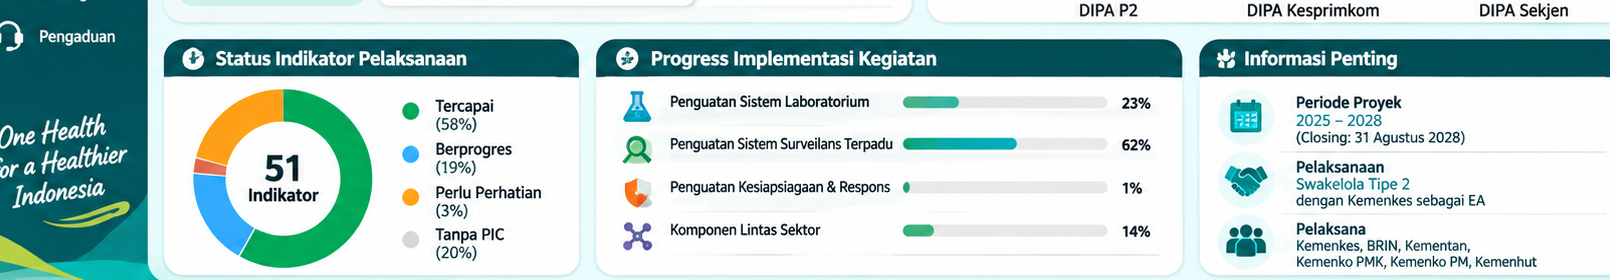 DIPA P2
DIPA Kesprimkom
DIPA Sekjen
Pengaduan
One Health
for a Healthier
Indonesia
Status Indikator Pelaksanaan
51
Indikator
Tercapai
(58%)
Berprogres
(19%)
Perlu Perhatian
(3%)
Tanpa PIC
(20%)
Progress Implementasi Kegiatan
Penguatan Sistem Laboratorium 23%
Penguatan Sistem Surveilans Terpadu 62%
Penguatan Kesiapsiagaan & Respons 1%
Komponen Lintas Sektor 14%
Informasi Penting
Periode Proyek
2025 – 2028
(Closing: 31 Agustus 2028)
Pelaksanaan
Swakelola Tipe 2
dengan Kemenkes sebagai EA
Pelaksana
Kemenkes, BRIN, Kementan,
Kemenko PMK, Kemenko PM, Kemenhut